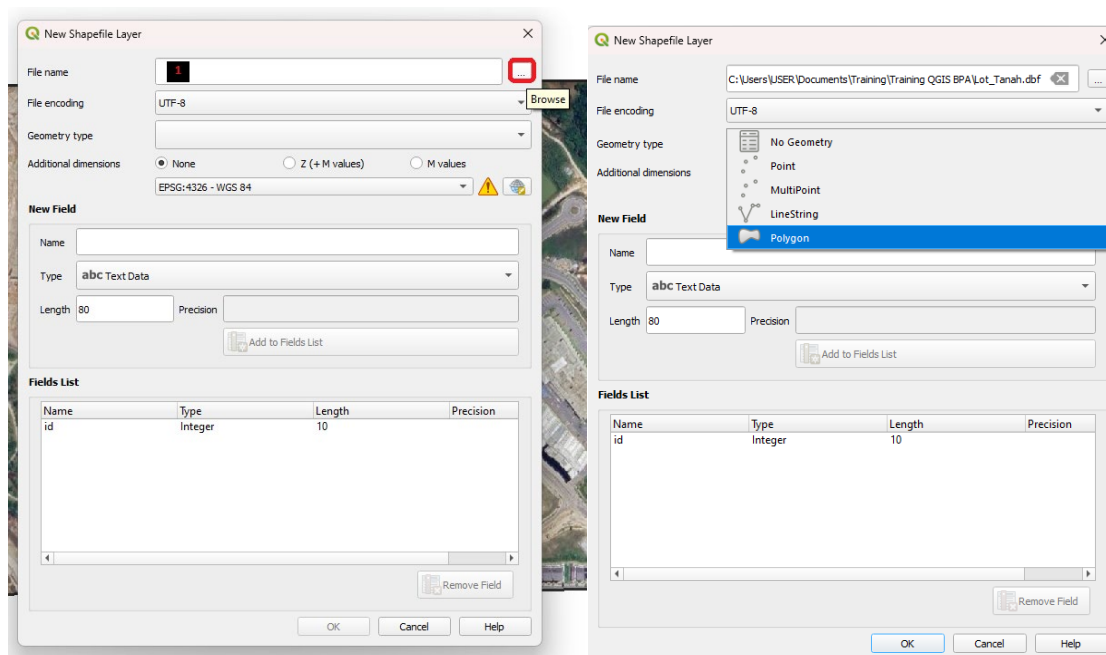 New Shapefile Layer
File name
1
...
Browse
File encoding
UTF-8
Geometry type
Additional dimensions
None
Z (+ M values)
M values
EPSG:4326 - WGS 84
New Field
Name
Type
abc Text Data
Length
80
Precision
Add to Fields List
Fields List
Name Type Length Precision
id Integer 10
Remove Field
OK
Cancel
Help
New Shapefile Layer
File name
C:\Users\USER\Documents\Training\Training QGIS BPA\Lot_Tanah.dbf
...
File encoding
UTF-8
Geometry type
No Geometry
Point
Additional dimensions
MultiPoint
LineString
New Field
Polygon
Name
Type
abc Text Data
Length
80
Precision
Add to Fields List
Fields List
Name Type Length Precision
id Integer 10
Remove Field
OK
Cancel
Help